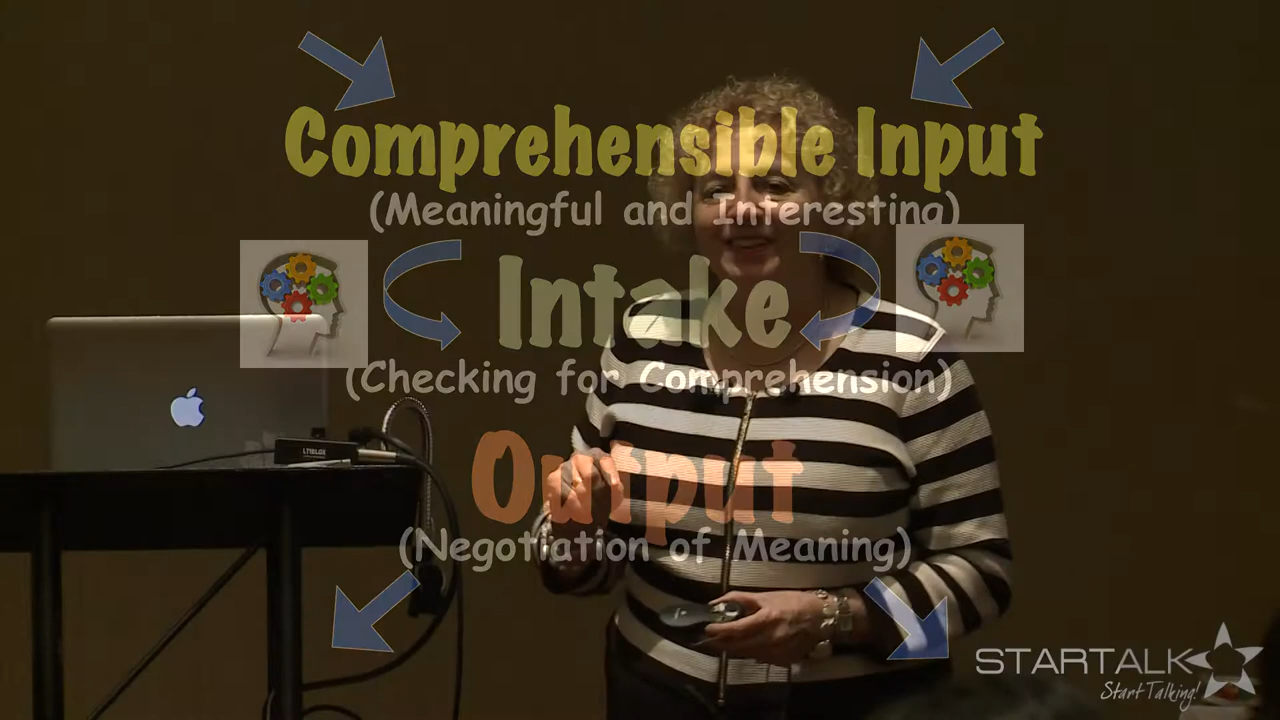 Comprehensible Input
(Meaningful and Interesting)
Intake
(Checking for Comprehension)
Output
(Negotiation of Meaning)
STARTALK
Start Talking!